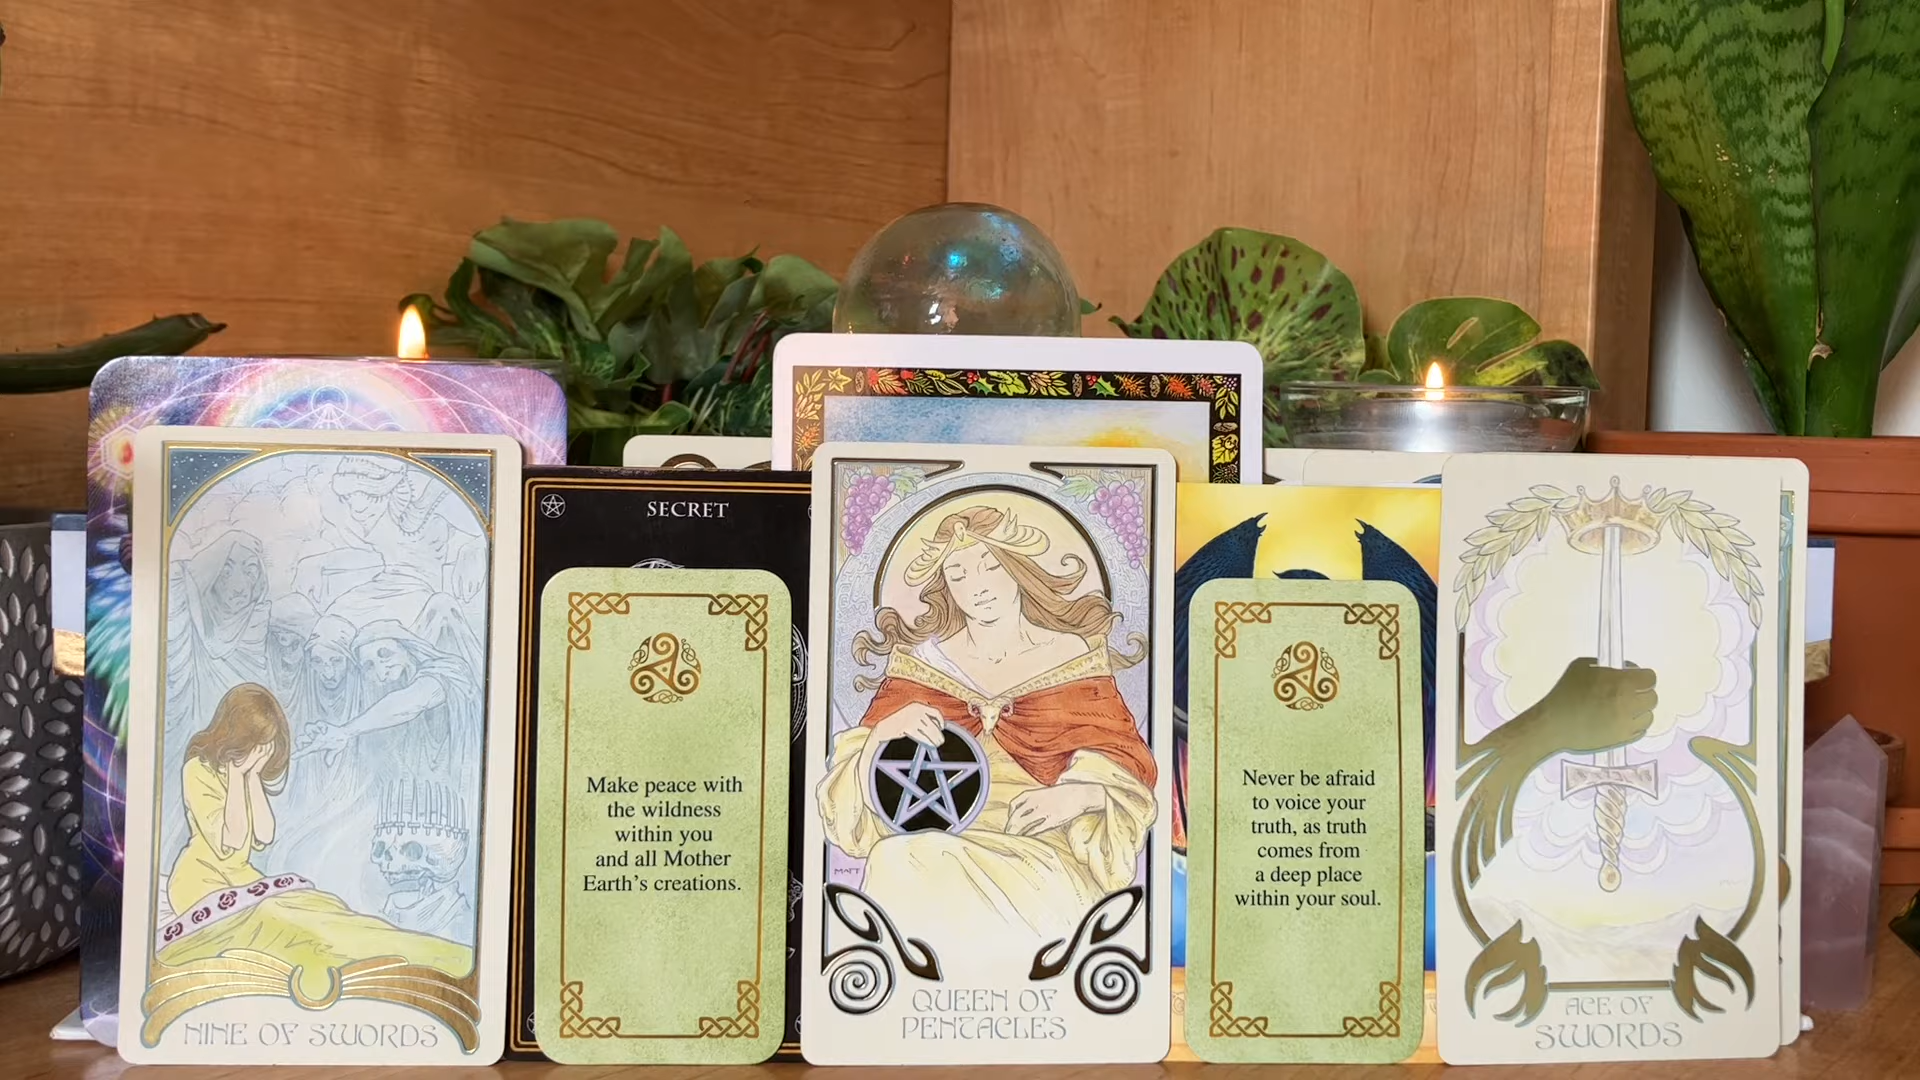 SECRET
NINE OF SWORDS
Make peace with
the wildness
within you
and all Mother
Earth's creations.
MATT
QUEEN OF
PENTACLES
Never be afraid
to voice your
truth, as truth
comes from
a deep place
within your soul.
ACE OF
SWORDS